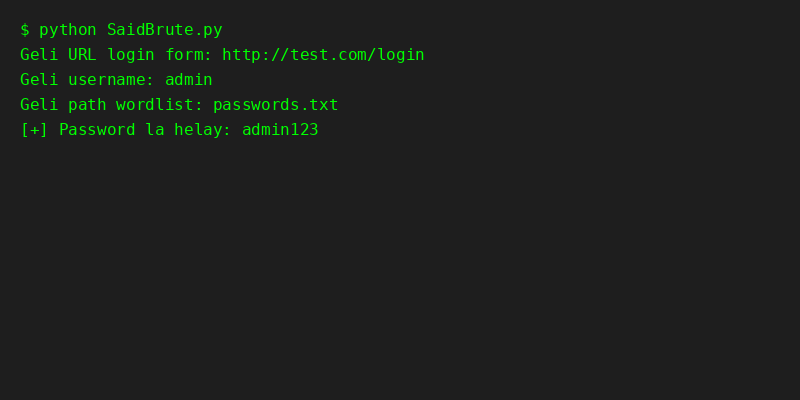 $ python SaidBrute.py
Geli URL login form: http://test.com/login
Geli username: admin
Geli path wordlist: passwords.txt
[+] Password la helay: admin123